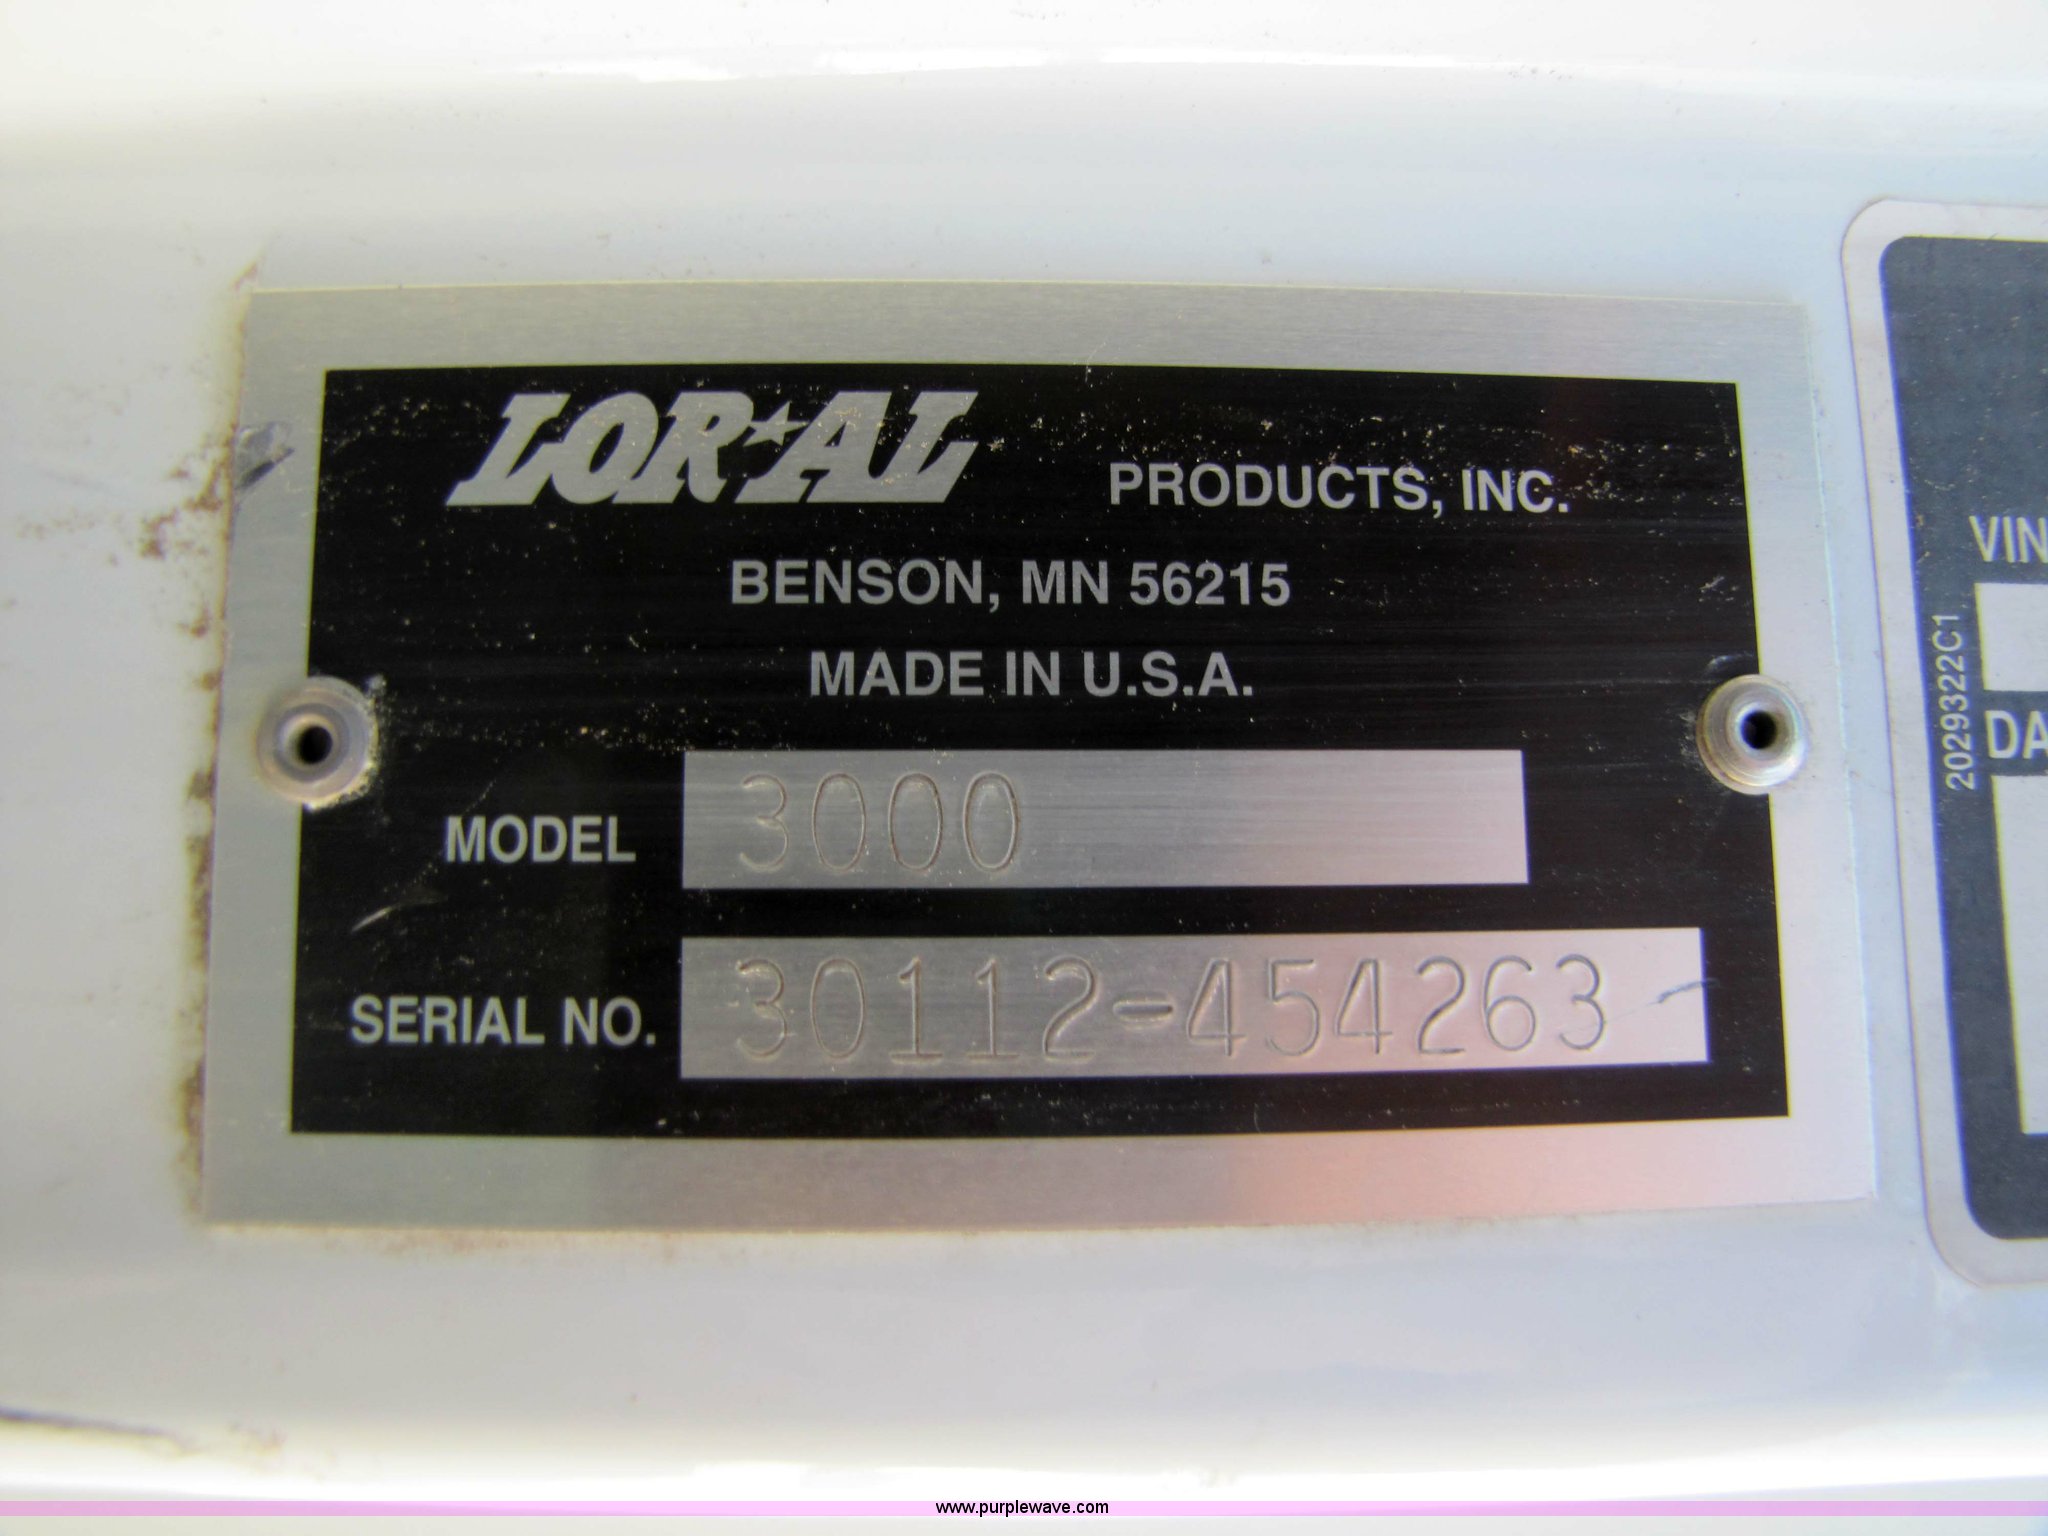 LOR★AL PRODUCTS, INC.
BENSON, MN 56215
MADE IN U.S.A.
MODEL 3000
SERIAL NO. 30112-454263
VIN
DA
2029322C1
www.purplewave.com